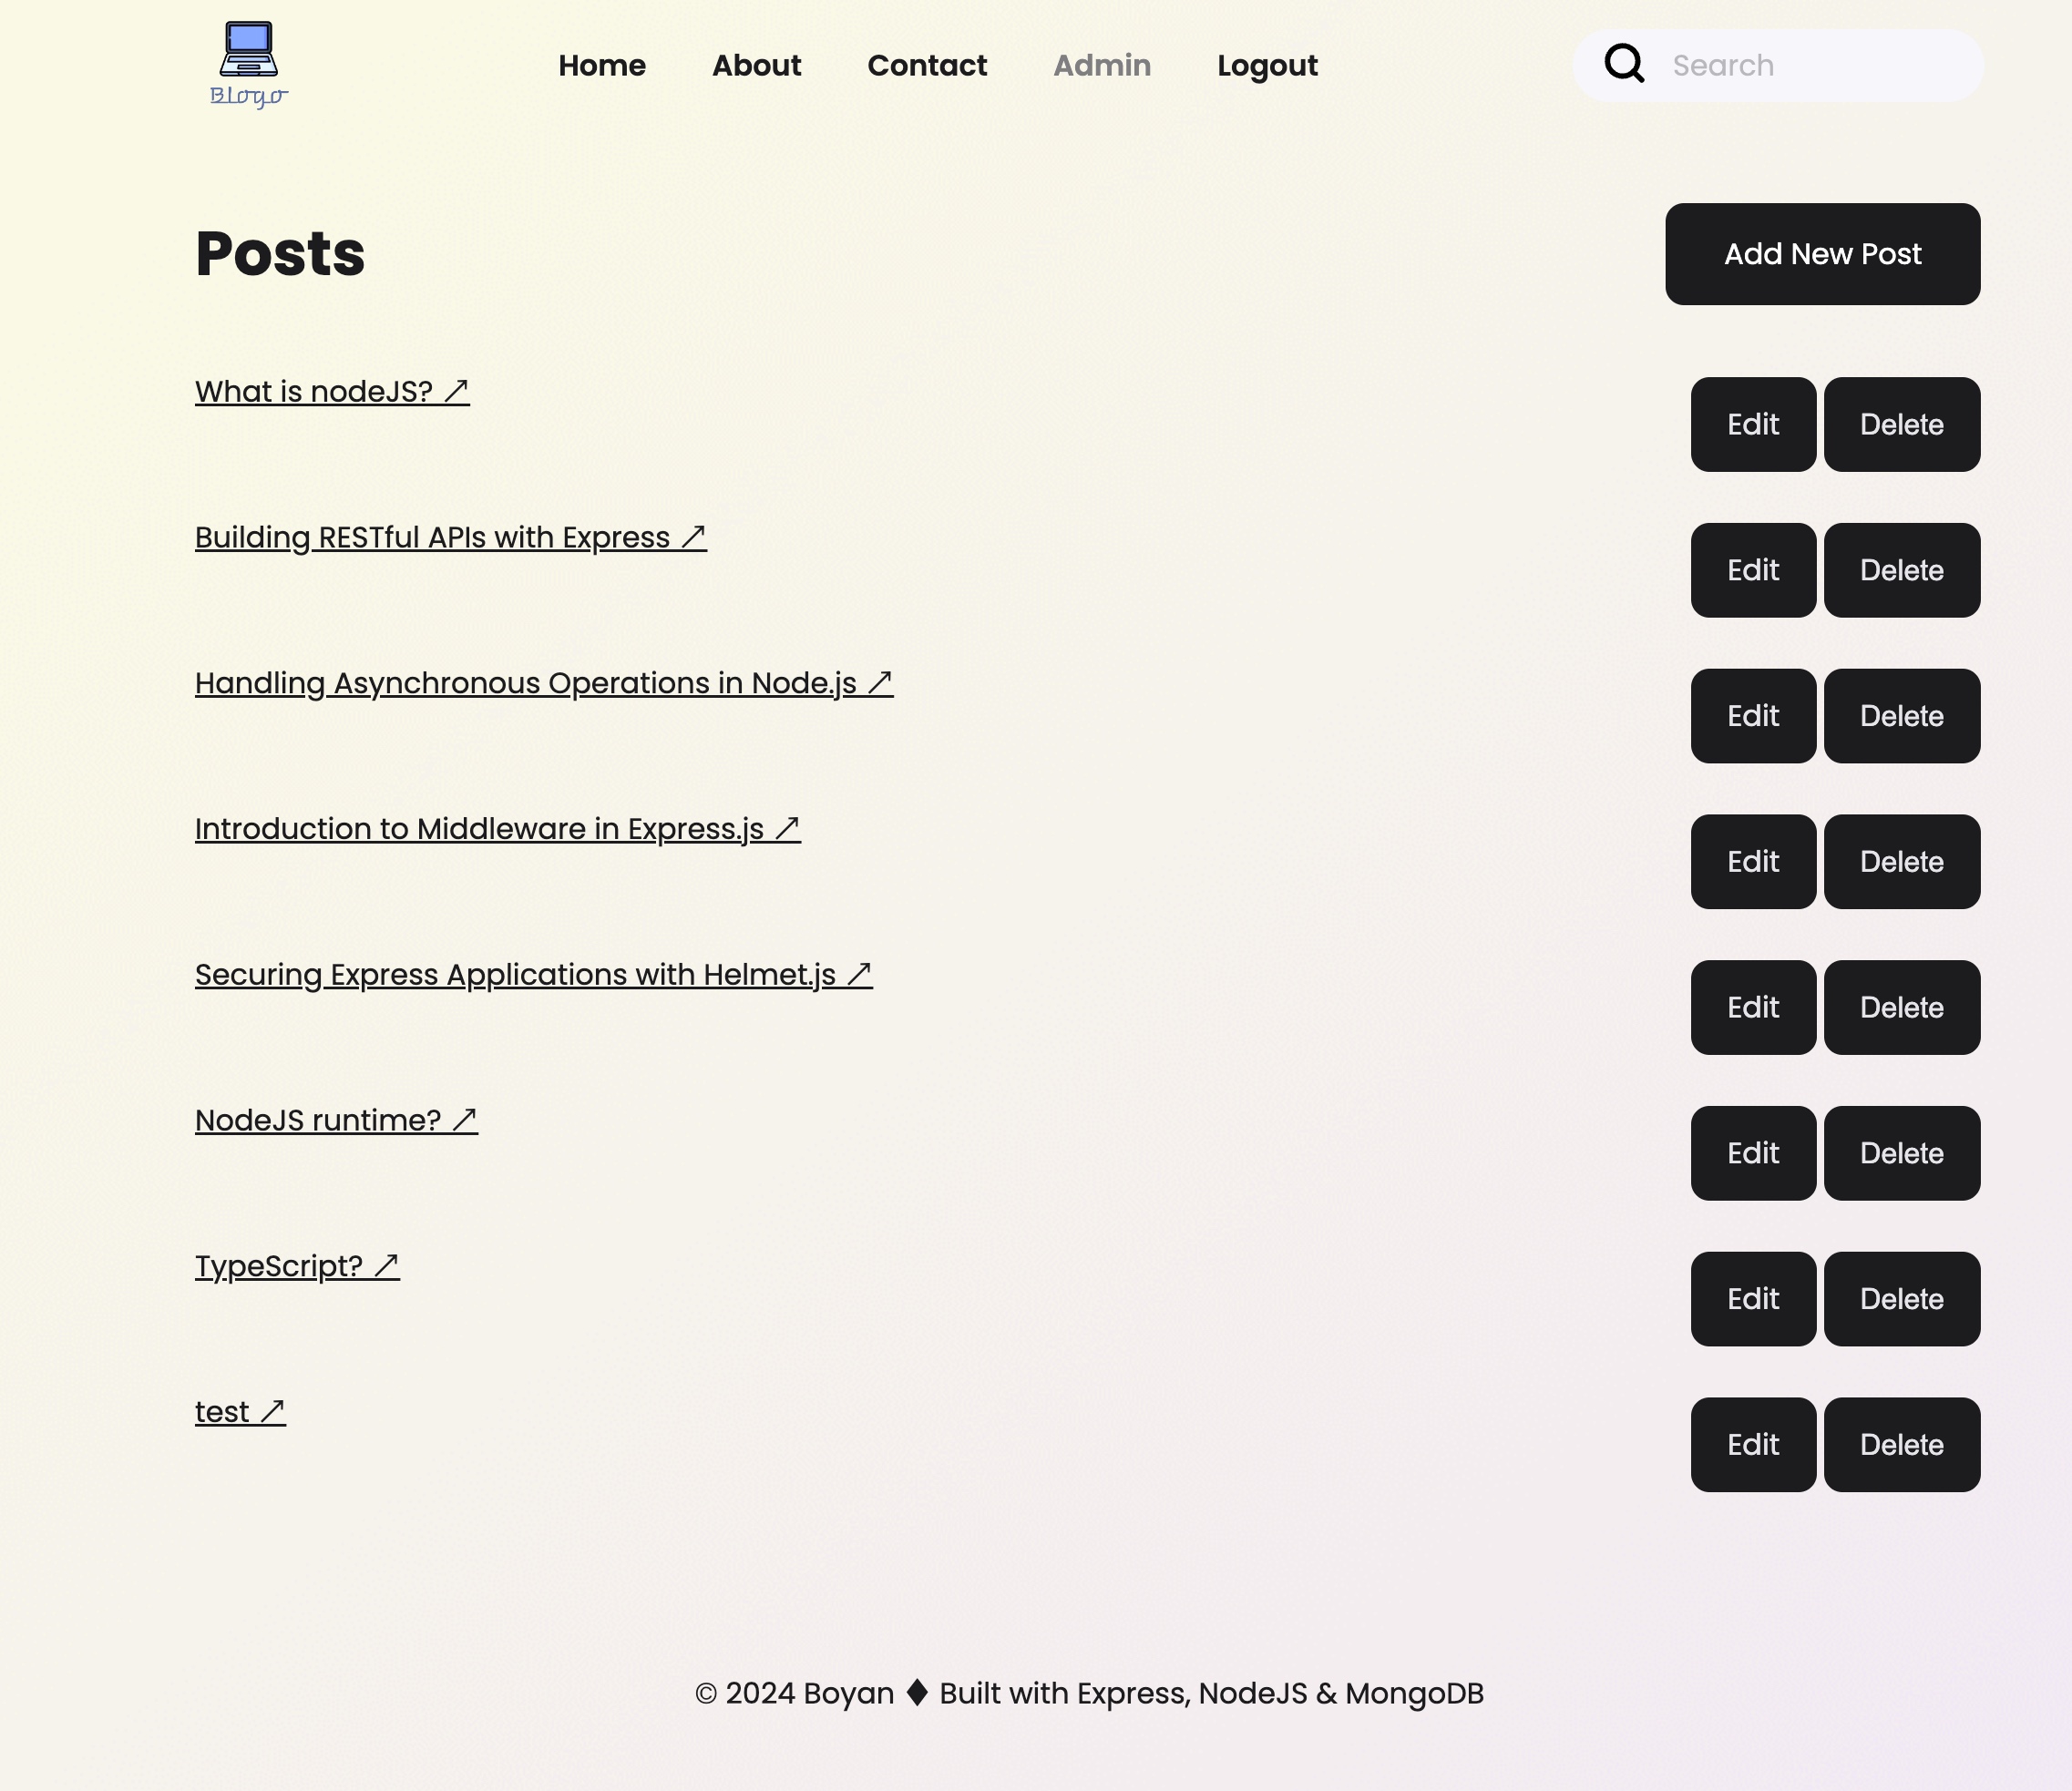 Blogo
Home About Contact Admin Logout Search
Posts Add New Post
What is nodeJS? ↗ Edit Delete
Building RESTful APIs with Express ↗ Edit Delete
Handling Asynchronous Operations in Node.js ↗ Edit Delete
Introduction to Middleware in Express.js ↗ Edit Delete
Securing Express Applications with Helmet.js ↗ Edit Delete
NodeJS runtime? ↗ Edit Delete
TypeScript? ↗ Edit Delete
test ↗ Edit Delete
© 2024 Boyan ♦ Built with Express, NodeJS & MongoDB